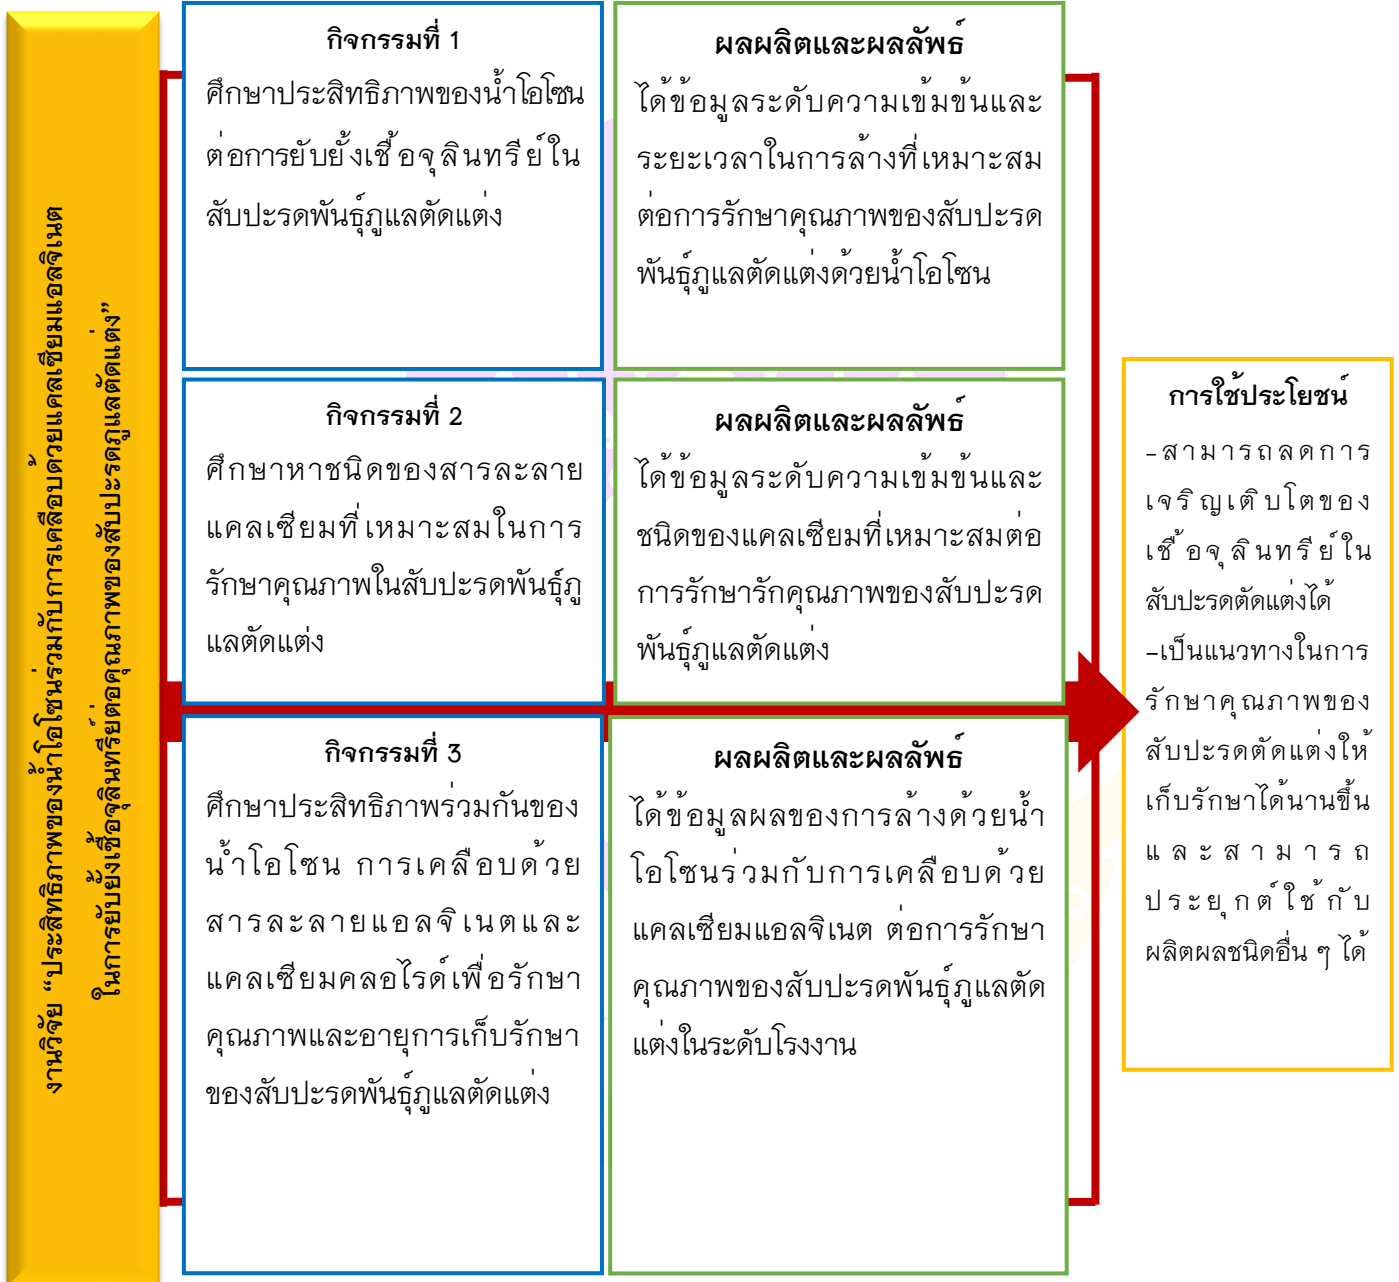 งานวิจัย “ประสิทธิภาพของน้ำโอโซนร่วมกับการเคลือบด้วยแคลเซียมแอลจิเนต
ในการยับยั้งเชื้อจุลินทรีย์ต่อคุณภาพของสับปะรดภูแลตัดแต่ง”
กิจกรรมที่ 1
ศึกษาประสิทธิภาพของน้ำโอโซน
ต่อการยับยั้งเชื้อจุลินทรีย์ใน
สับปะรดพันธุ์ภูแลตัดแต่ง
ผลผลิตและผลลัพธ์
ได้ข้อมูลระดับความเข้มข้นและ
ระยะเวลาในการล้างที่เหมาะสม
ต่อการรักษาคุณภาพของสับปะรด
พันธุ์ภูแลตัดแต่งด้วยน้ำโอโซน
กิจกรรมที่ 2
ศึกษาหาชนิดของสารละลาย
แคลเซียมที่เหมาะสมในการ
รักษาคุณภาพในสับปะรดพันธุ์ภู
แลตัดแต่ง
ผลผลิตและผลลัพธ์
ได้ข้อมูลระดับความเข้มข้นและ
ชนิดของแคลเซียมที่เหมาะสมต่อ
การรักษารักคุณภาพของสับปะรด
พันธุ์ภูแลตัดแต่ง
กิจกรรมที่ 3
ศึกษาประสิทธิภาพร่วมกันของ
น้ำโอโซน การเคลือบด้วย
สารละลายแอลจิเนตและ
แคลเซียมคลอไรด์เพื่อรักษา
คุณภาพและอายุการเก็บรักษา
ของสับปะรดพันธุ์ภูแลตัดแต่ง
ผลผลิตและผลลัพธ์
ได้ข้อมูลผลของการล้างด้วยน้ำ
โอโซนร่วมกับการเคลือบด้วย
แคลเซียมแอลจิเนต ต่อการรักษา
คุณภาพของสับปะรดพันธุ์ภูแลตัด
แต่งในระดับโรงงาน
การใช้ประโยชน์
-สามารถลดการ
เจริญเติบโตของ
เชื้อจุลินทรีย์ใน
สับปะรดตัดแต่งได้
-เป็นแนวทางในการ
รักษาคุณภาพของ
สับปะรดตัดแต่งให้
เก็บรักษาได้นานขึ้น
และสามารถ
ประยุกต์ใช้กับ
ผลิตผลชนิดอื่น ๆ ได้